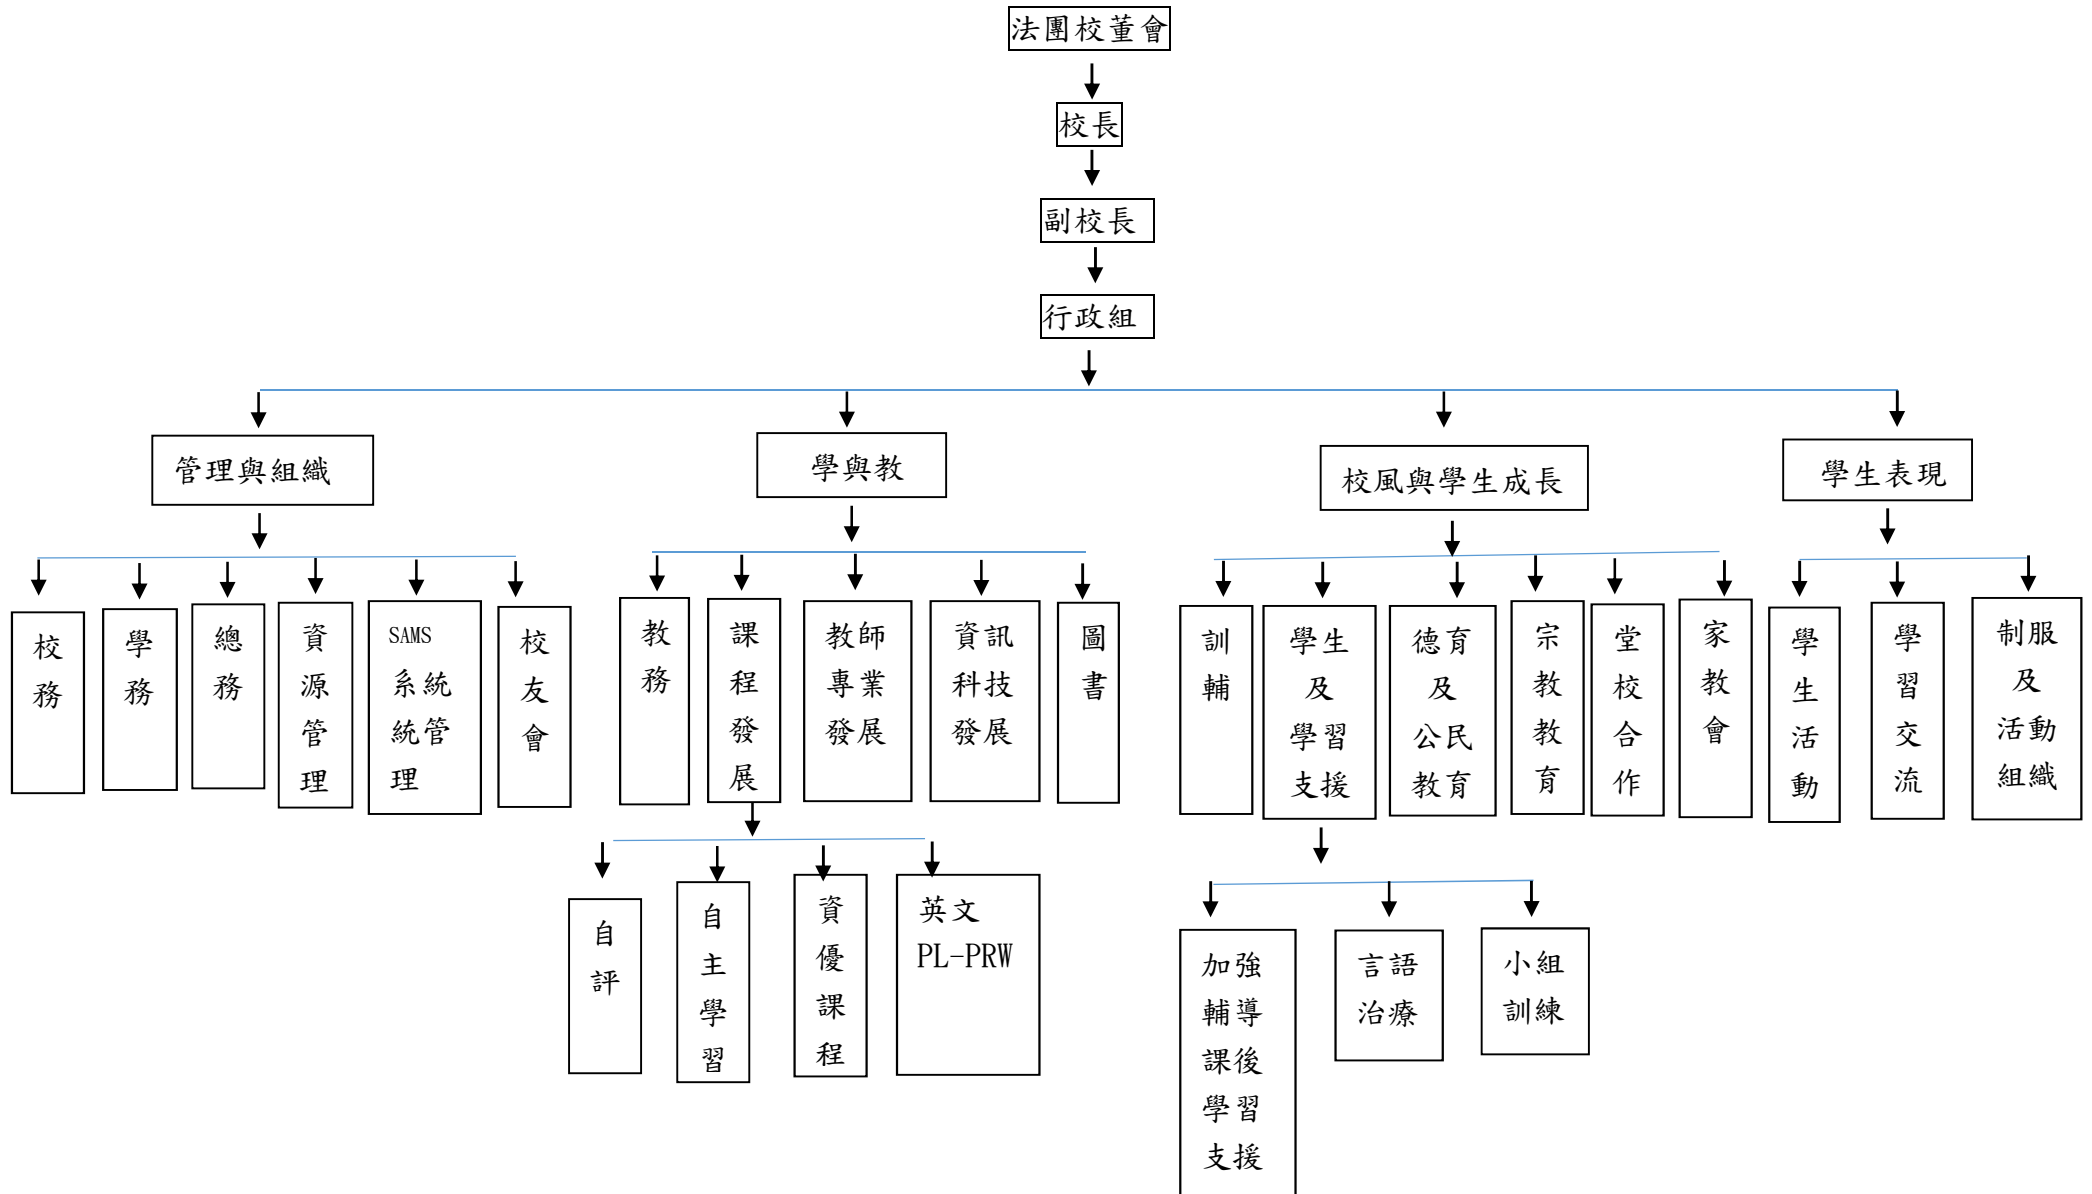 法團校董會
校長
副校長
行政組
管理與組織
學與教
校風與學生成長
學生表現
校
務
學
務
總
務
資
源
管
理
SAMS
系統
統管
理
校
友
會
教
務
課
程
發
展
教師
專業
發展
資訊
科技
發展
圖
書
訓
輔
學生
及
學習
支援
德育
及
公民
教育
宗
教
教
育
堂
校
合
作
家
教
會
學
生
活
動
學
習
交
流
制服
及
活動
組織
自
評
自
主
學
習
資
優
課
程
英文
PL-PRW
加強
輔導
課後
學習
支援
言語
治療
小組
訓練